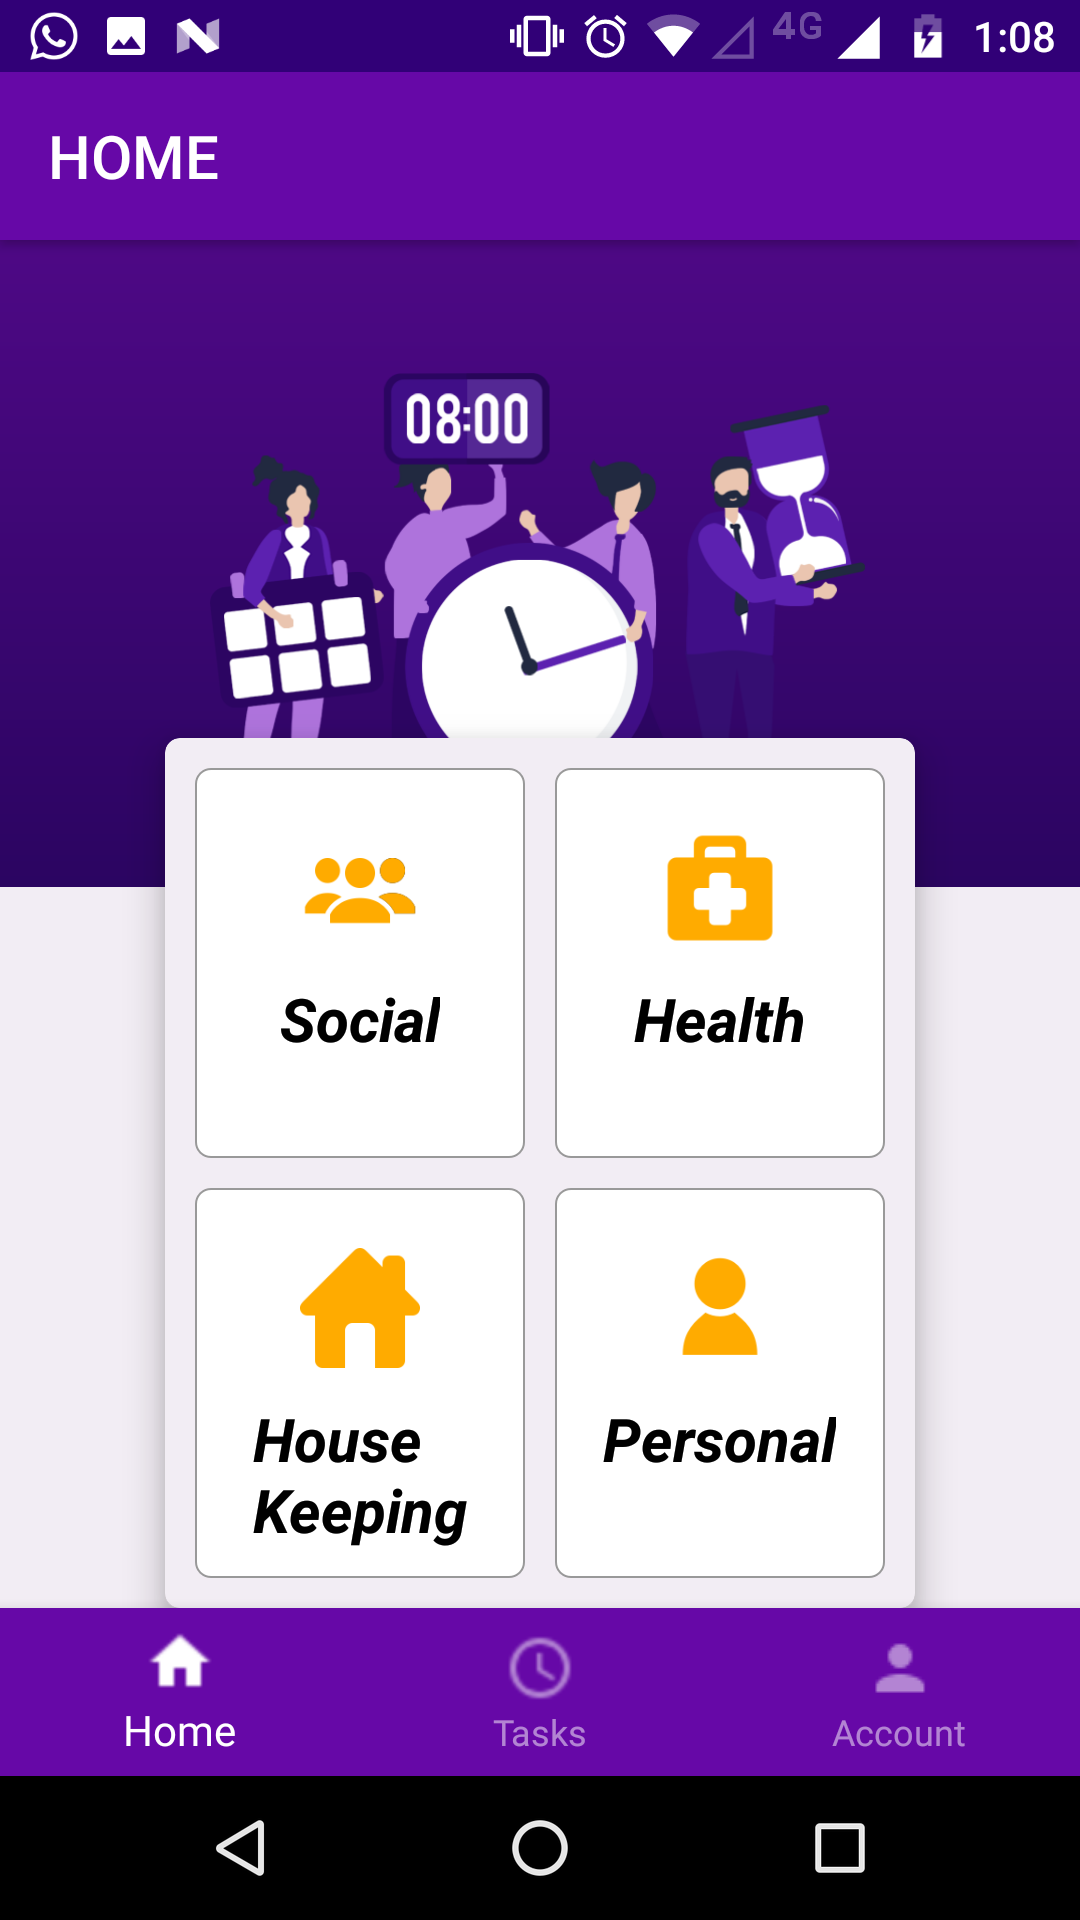 4G 1:08
HOME
08:00
Social
Health
House
Keeping
Personal
Home
Tasks
Account